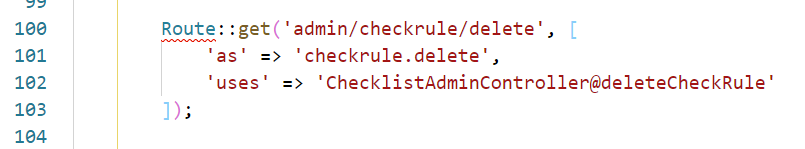 99
100 Route::get('admin/checkrule/delete', [
101 'as' => 'checkrule.delete',
102 'uses' => 'ChecklistAdminController@deleteCheckRule'
103 ]);
104